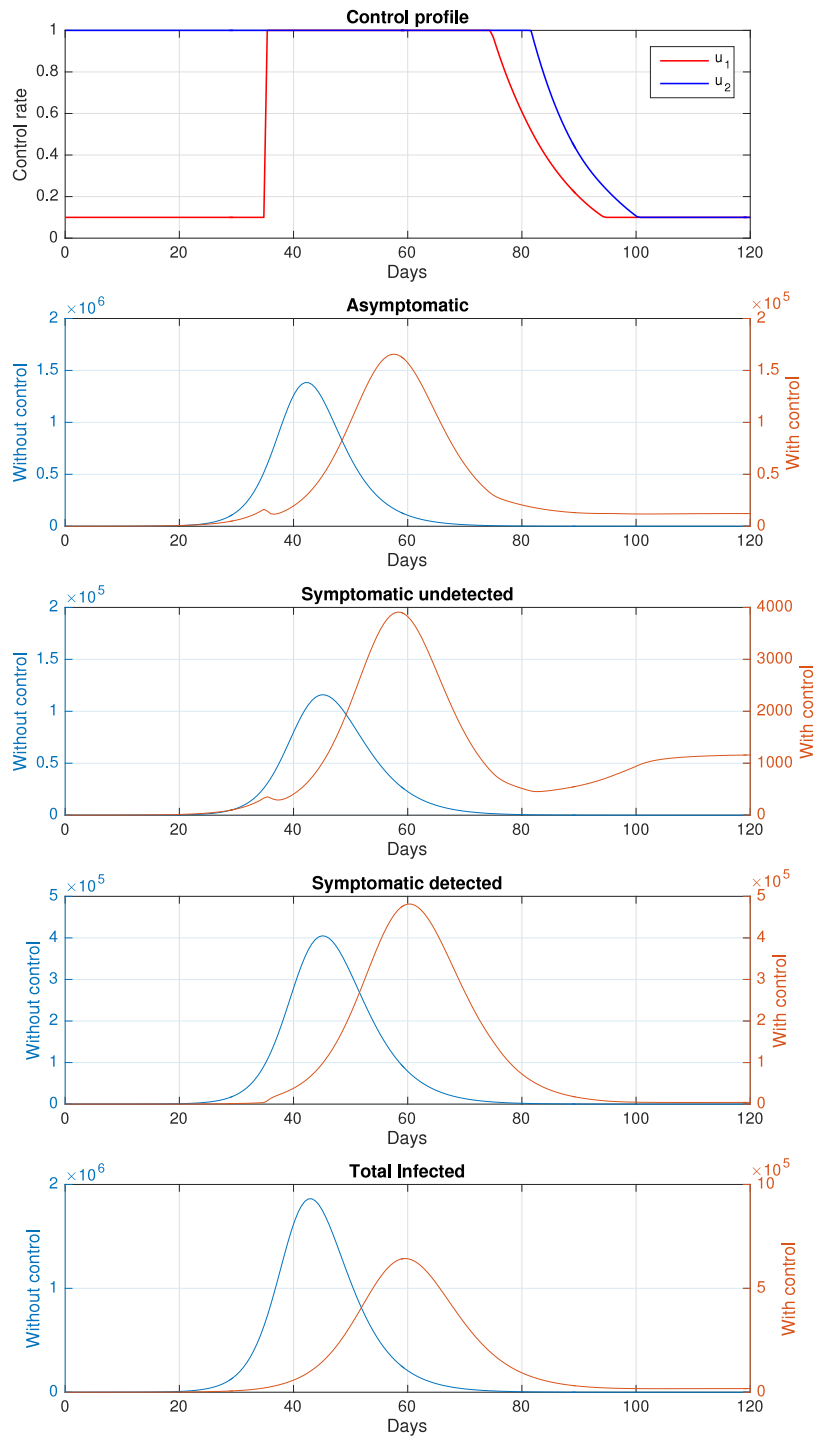 Control profile
Control rate
1
0.8
0.6
0.4
0.2
0
u1
u2
0 20 40 60 80 100 120
Days
×10^6
Asymptomatic
×10^5
Without control
2
1.5
1
0.5
0
With control
2
1.5
1
0.5
0
0 20 40 60 80 100 120
Days
×10^5
Symptomatic undetected
Without control
2
1.5
1
0.5
0
With control
4000
3000
2000
1000
0
0 20 40 60 80 100 120
Days
×10^5
Symptomatic detected
×10^5
Without control
5
4
3
2
1
0
With control
5
4
3
2
1
0
0 20 40 60 80 100 120
Days
×10^6
Total Infected
×10^5
Without control
2
1
0
With control
10
5
0
0 20 40 60 80 100 120
Days